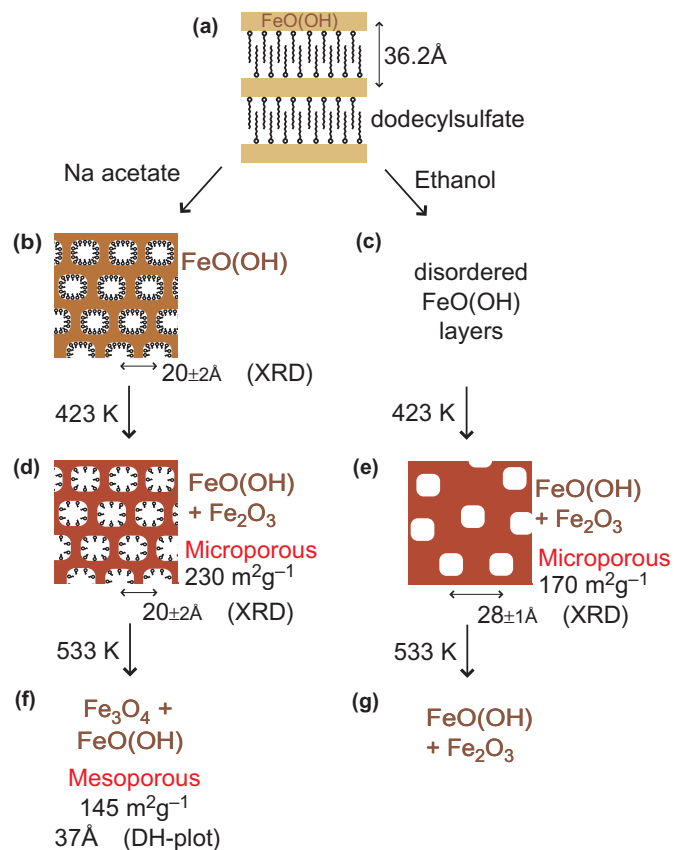 (a)
FeO(OH)
36.2Å
dodecylsulfate
Na acetate
Ethanol
(b)
FeO(OH)
20±2Å (XRD)
(c)
disordered
FeO(OH)
layers
423 K
423 K
(d)
FeO(OH)
+ Fe₂O₃
Microporous
230 m²g⁻¹
20±2Å (XRD)
(e)
FeO(OH)
+ Fe₂O₃
Microporous
170 m²g⁻¹
28±1Å (XRD)
533 K
533 K
(f)
Fe₃O₄ +
FeO(OH)
Mesoporous
145 m²g⁻¹
37Å (DH-plot)
(g)
FeO(OH)
+ Fe₂O₃